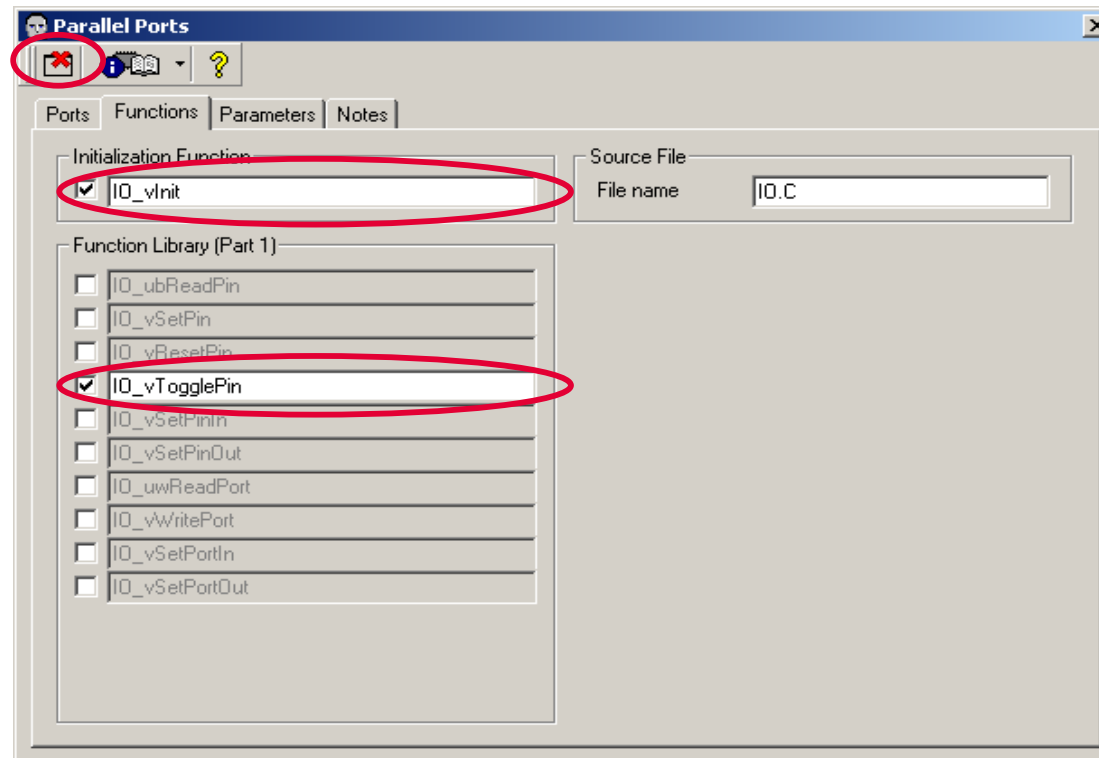 Parallel Ports
Ports Functions Parameters Notes
Initialization Function
IO_vInit
Source File
File name IO.C
Function Library (Part 1)
IO_ubReadPin
IO_vSetPin
IO_vResetPin
IO_vTogglePin
IO_vSetPinIn
IO_vSetPinOut
IO_uwReadPort
IO_vWritePort
IO_vSetPortIn
IO_vSetPortOut